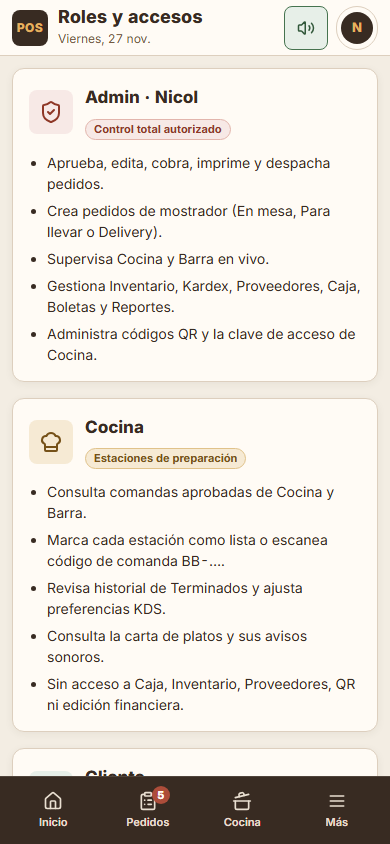 POS
Roles y accesos
Viernes, 27 nov.
N
Admin · Nicol
Control total autorizado
• Aprueba, edita, cobra, imprime y despacha
pedidos.
• Crea pedidos de mostrador (En mesa, Para
llevar o Delivery).
• Supervisa Cocina y Barra en vivo.
• Gestiona Inventario, Kardex, Proveedores, Caja,
Boletas y Reportes.
• Administra códigos QR y la clave de acceso de
Cocina.
Cocina
Estaciones de preparación
• Consulta comandas aprobadas de Cocina y
Barra.
• Marca cada estación como lista o escanea
código de comanda BB-....
• Revisa historial de Terminados y ajusta
preferencias KDS.
• Consulta la carta de platos y sus avisos
sonoros.
• Sin acceso a Caja, Inventario, Proveedores, QR
ni edición financiera.
Cliente
5
Inicio
Pedidos
Cocina
Más